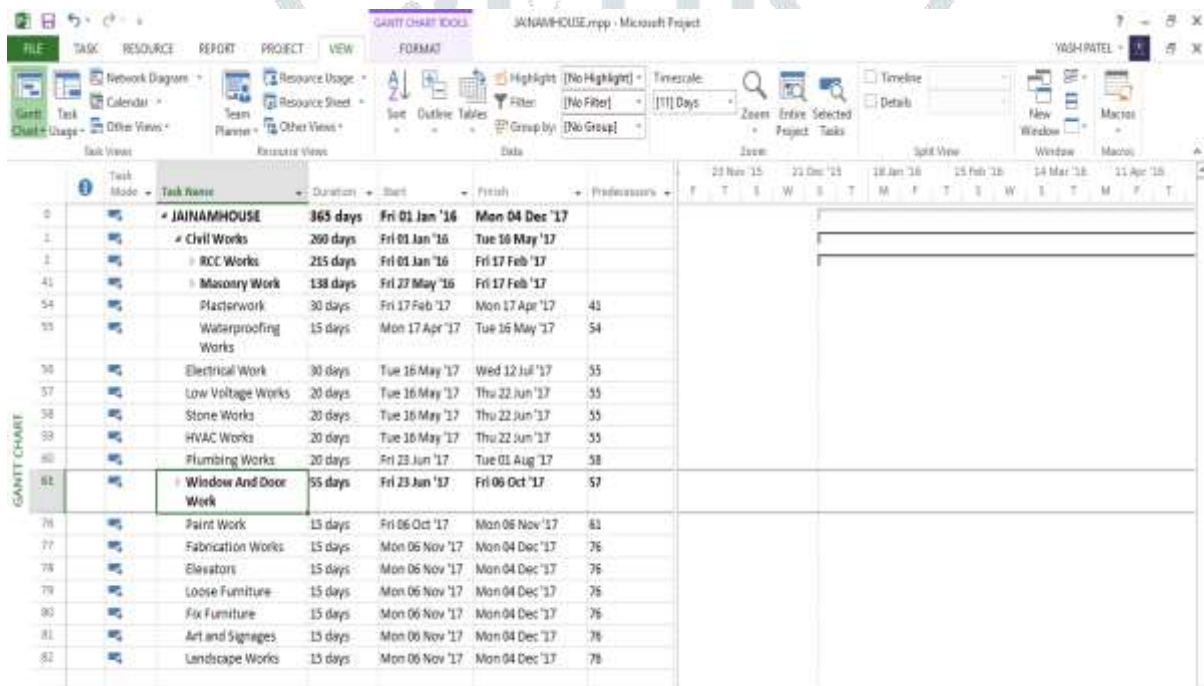 GANTT CHART TOOLS JAINAMHOUSE.mpp - Microsoft Project
FILE TASK RESOURCE REPORT PROJECT VIEW FORMAT YASH PATEL
Network Diagram Resource Usage Highlight: [No Highlight] Timescale: Timeline
Calendar Resource Sheet Filter: [No Filter] [11] Days Details
Gantt Chart Task Usage Other Views Team Planner Other Views Sort Outline Tables Group by: [No Group] Zoom Entire Project Selected Tasks New Window Macros
Task Views Resource Views Data Zoom Split View Window Macros
Task Mode Task Name Duration Start Finish Predecessors
23 Nov '15 21 Dec '15 18 Jan '16 15 Feb '16 14 Mar '16 11 Apr '16
F T S W S T M F T S W S T M F T
0 JAINAMHOUSE 365 days Fri 01 Jan '16 Mon 04 Dec '17
1 Civil Works 260 days Fri 01 Jan '16 Tue 16 May '17
2 RCC Works 215 days Fri 01 Jan '16 Fri 17 Feb '17
41 Masonry Work 138 days Fri 27 May '16 Fri 17 Feb '17
54 Plasterwork 30 days Fri 17 Feb '17 Mon 17 Apr '17 41
55 Waterproofing 15 days Mon 17 Apr '17 Tue 16 May '17 54
Works
56 Electrical Work 30 days Tue 16 May '17 Wed 12 Jul '17 55
57 Low Voltage Works 20 days Tue 16 May '17 Thu 22 Jun '17 55
58 Stone Works 20 days Tue 16 May '17 Thu 22 Jun '17 55
59 HVAC Works 20 days Tue 16 May '17 Thu 22 Jun '17 55
60 Plumbing Works 20 days Fri 23 Jun '17 Tue 01 Aug '17 58
61 Window And Door 55 days Fri 23 Jun '17 Fri 06 Oct '17 57
Work
76 Paint Work 15 days Fri 06 Oct '17 Mon 06 Nov '17 61
77 Fabrication Works 15 days Mon 06 Nov '17 Mon 04 Dec '17 76
78 Elevators 15 days Mon 06 Nov '17 Mon 04 Dec '17 76
79 Loose Furniture 15 days Mon 06 Nov '17 Mon 04 Dec '17 76
80 Fix Furniture 15 days Mon 06 Nov '17 Mon 04 Dec '17 76
81 Art and Signages 15 days Mon 06 Nov '17 Mon 04 Dec '17 76
82 Landscape Works 15 days Mon 06 Nov '17 Mon 04 Dec '17 76
GANTT CHART